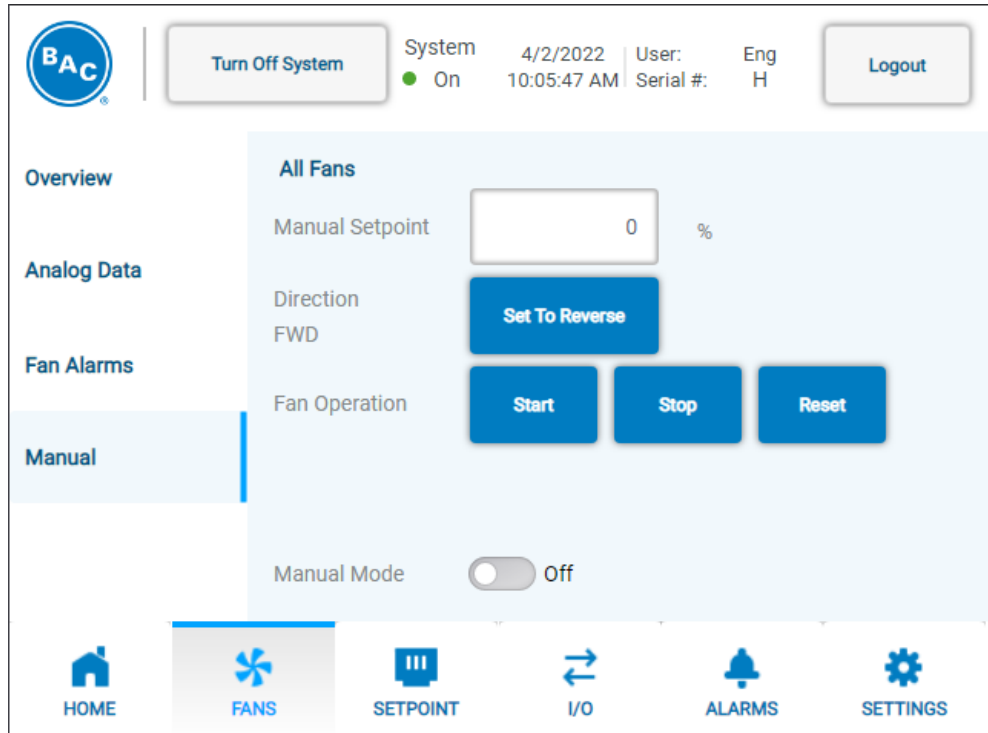 BAC
®
Turn Off System
System
On
4/2/2022
10:05:47 AM
User: Eng
Serial #: H
Logout
Overview
Analog Data
Fan Alarms
Manual
All Fans
Manual Setpoint 0 %
Direction
FWD
Set To Reverse
Fan Operation Start Stop Reset
Manual Mode Off
HOME FANS SETPOINT I/O ALARMS SETTINGS